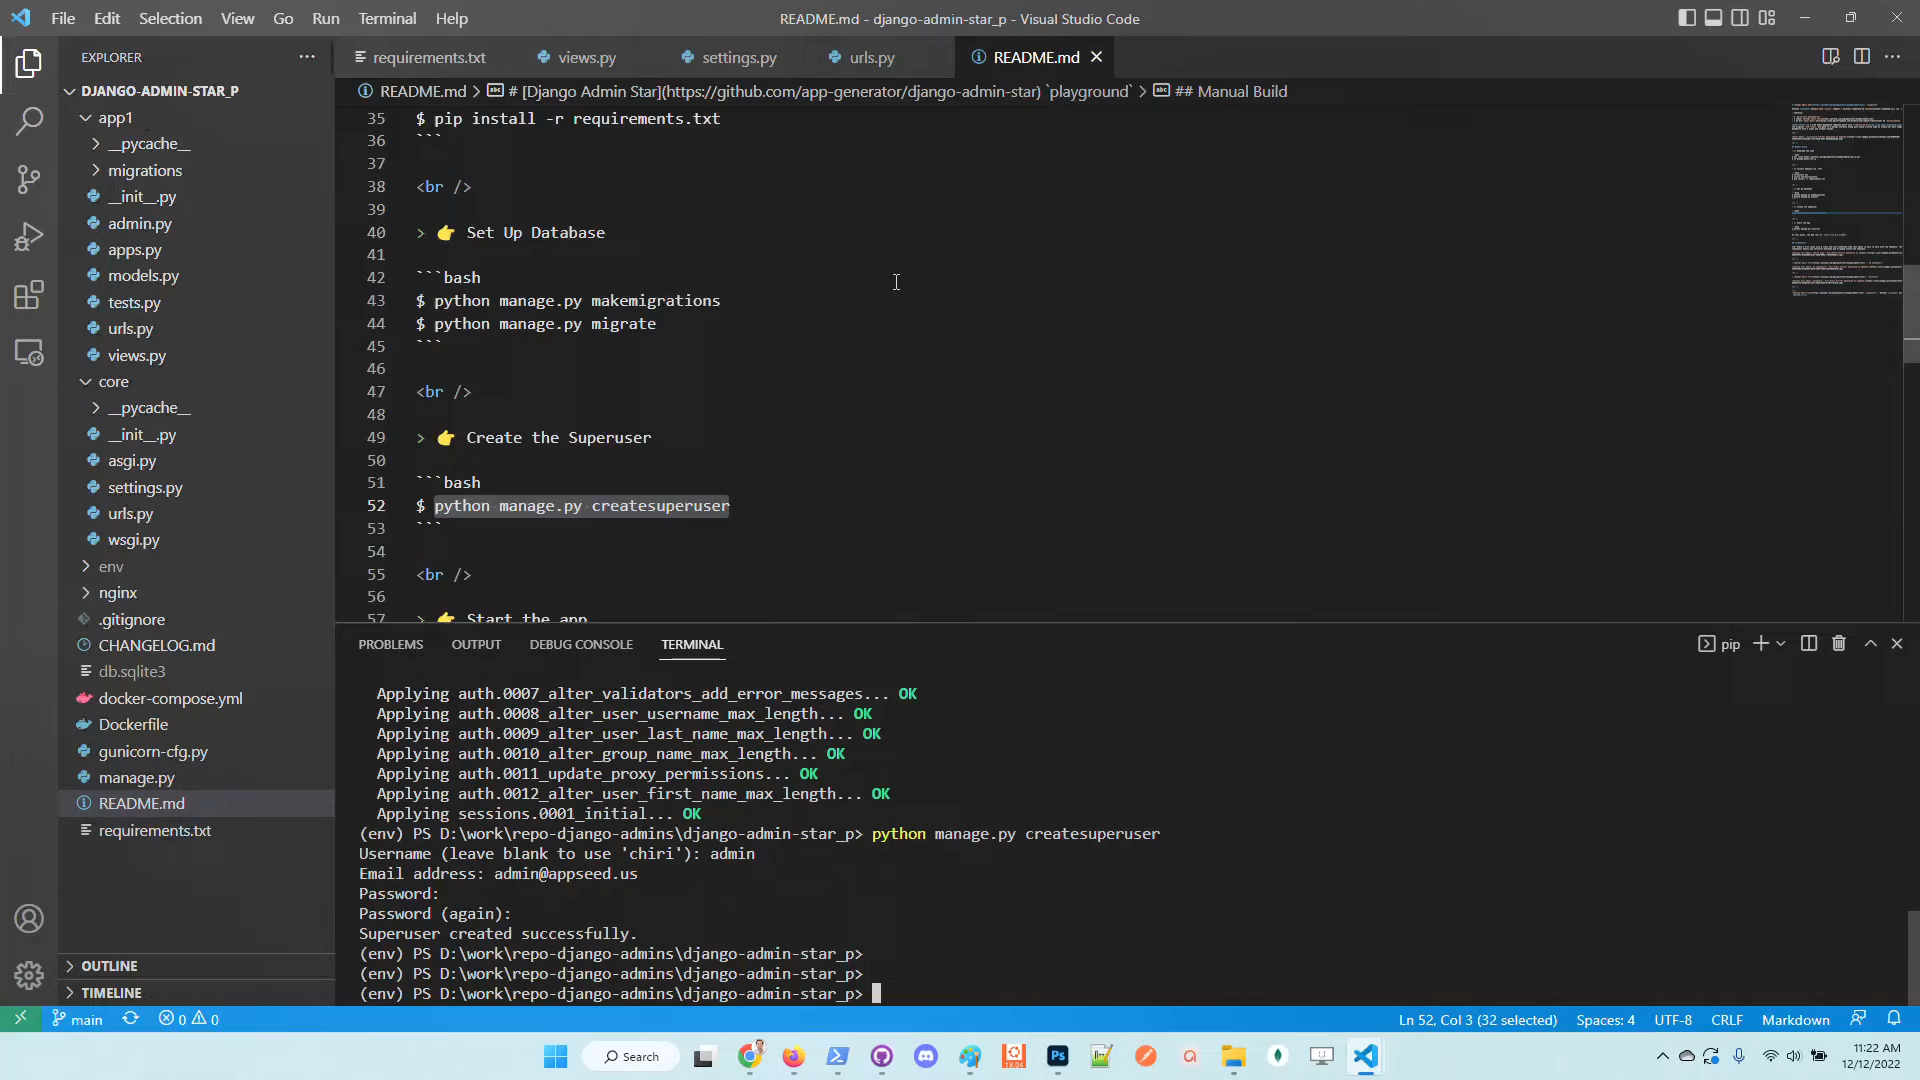 File Edit Selection View Go Run Terminal Help
README.md - django-admin-star_p - Visual Studio Code
EXPLORER
DJANGO-ADMIN-STAR_P
app1
__pycache__
migrations
__init__.py
admin.py
apps.py
models.py
tests.py
urls.py
views.py
core
__pycache__
__init__.py
asgi.py
settings.py
urls.py
wsgi.py
env
nginx
.gitignore
CHANGELOG.md
db.sqlite3
docker-compose.yml
Dockerfile
gunicorn-cfg.py
manage.py
README.md
requirements.txt
OUTLINE
TIMELINE
requirements.txt views.py settings.py urls.py README.md
README.md > # [Django Admin Star](https://github.com/app-generator/django-admin-star) `playground` > ## Manual Build
35 $ pip install -r requirements.txt
36 ```
37
38 <br />
39
40 > 👉 Set Up Database
41
42 ```bash
43 $ python manage.py makemigrations
44 $ python manage.py migrate
45 ```
46
47 <br />
48
49 > 👉 Create the Superuser
50
51 ```bash
52 $ python manage.py createsuperuser
53 ```
54
55 <br />
56
57 > 👉 Start the app
PROBLEMS OUTPUT DEBUG CONSOLE TERMINAL
pip
Applying auth.0007_alter_validators_add_error_messages... OK
Applying auth.0008_alter_user_username_max_length... OK
Applying auth.0009_alter_user_last_name_max_length... OK
Applying auth.0010_alter_group_name_max_length... OK
Applying auth.0011_update_proxy_permissions... OK
Applying auth.0012_alter_user_first_name_max_length... OK
Applying sessions.0001_initial... OK
(env) PS D:\work\repo-django-admins\django-admin-star_p> python manage.py createsuperuser
Username (leave blank to use 'chiri'): admin
Email address: admin@appseed.us
Password:
Password (again):
Superuser created successfully.
(env) PS D:\work\repo-django-admins\django-admin-star_p>
(env) PS D:\work\repo-django-admins\django-admin-star_p>
(env) PS D:\work\repo-django-admins\django-admin-star_p>
main 0 0
Ln 52, Col 3 (32 selected) Spaces: 4 UTF-8 CRLF Markdown
Search
Ps
11:22 AM
12/12/2022